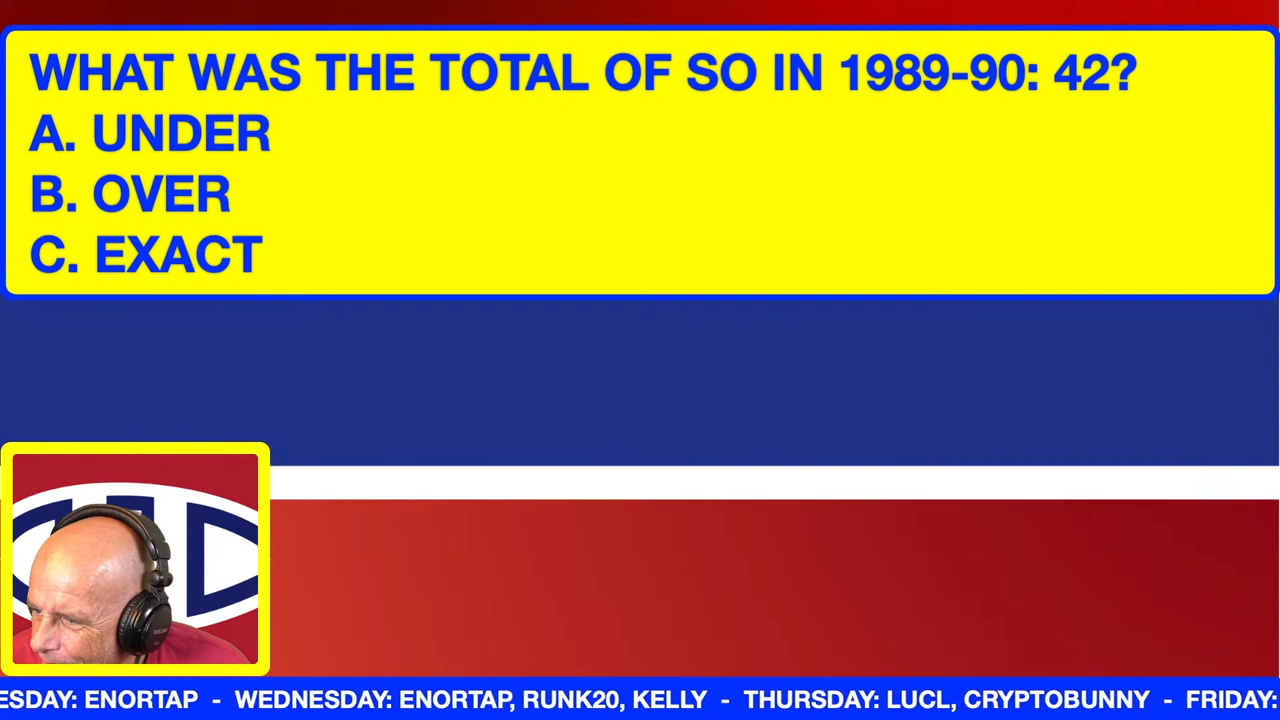 WHAT WAS THE TOTAL OF SO IN 1989-90: 42?
A. UNDER
B. OVER
C. EXACT
ESDAY: ENORTAP - WEDNESDAY: ENORTAP, RUNK20, KELLY - THURSDAY: LUCL, CRYPTOBUNNY - FRIDAY: